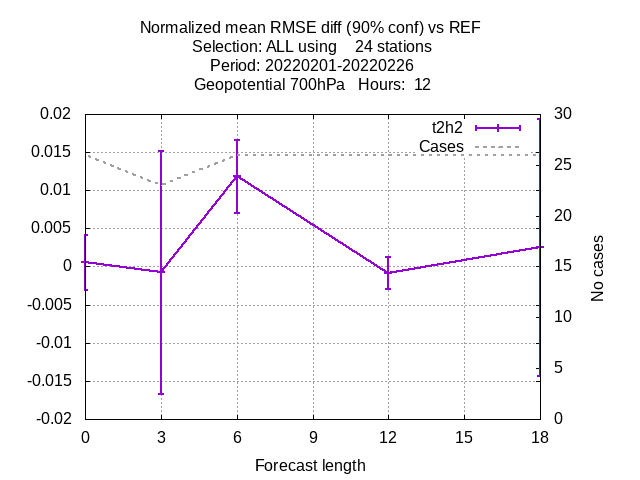 Normalized mean RMSE diff (90% conf) vs REF
Selection: ALL using    24 stations
Period: 20220201-20220226
Geopotential 700hPa   Hours:  12
t2h2
Cases
0.02
0.015
0.01
0.005
0
-0.005
-0.01
-0.015
-0.02
30
25
20
15
10
5
0
No cases
0 3 6 9 12 15 18
Forecast length